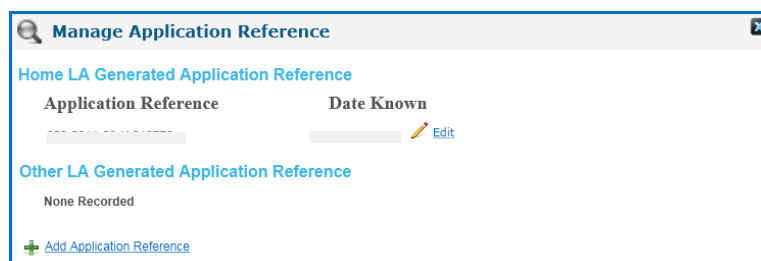 Manage Application Reference
Home LA Generated Application Reference
Application Reference Date Known
Edit
Other LA Generated Application Reference
None Recorded
Add Application Reference